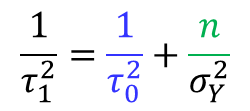 1/τ₁² = 1/τ₀² + n/σ_Y²